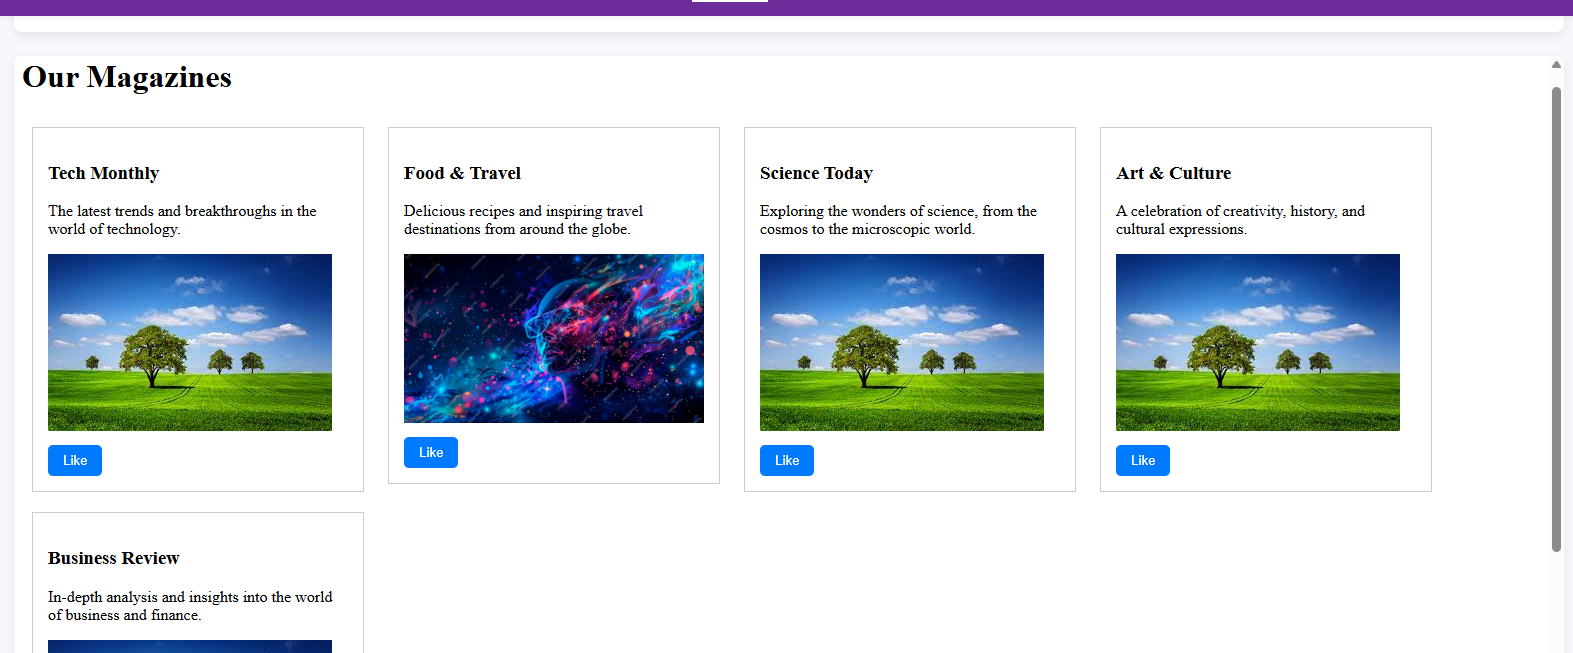 Our Magazines
Tech Monthly
The latest trends and breakthroughs in the
world of technology.
Like
Food & Travel
Delicious recipes and inspiring travel
destinations from around the globe.
Like
Science Today
Exploring the wonders of science, from the
cosmos to the microscopic world.
Like
Art & Culture
A celebration of creativity, history, and
cultural expressions.
Like
Business Review
In-depth analysis and insights into the world
of business and finance.